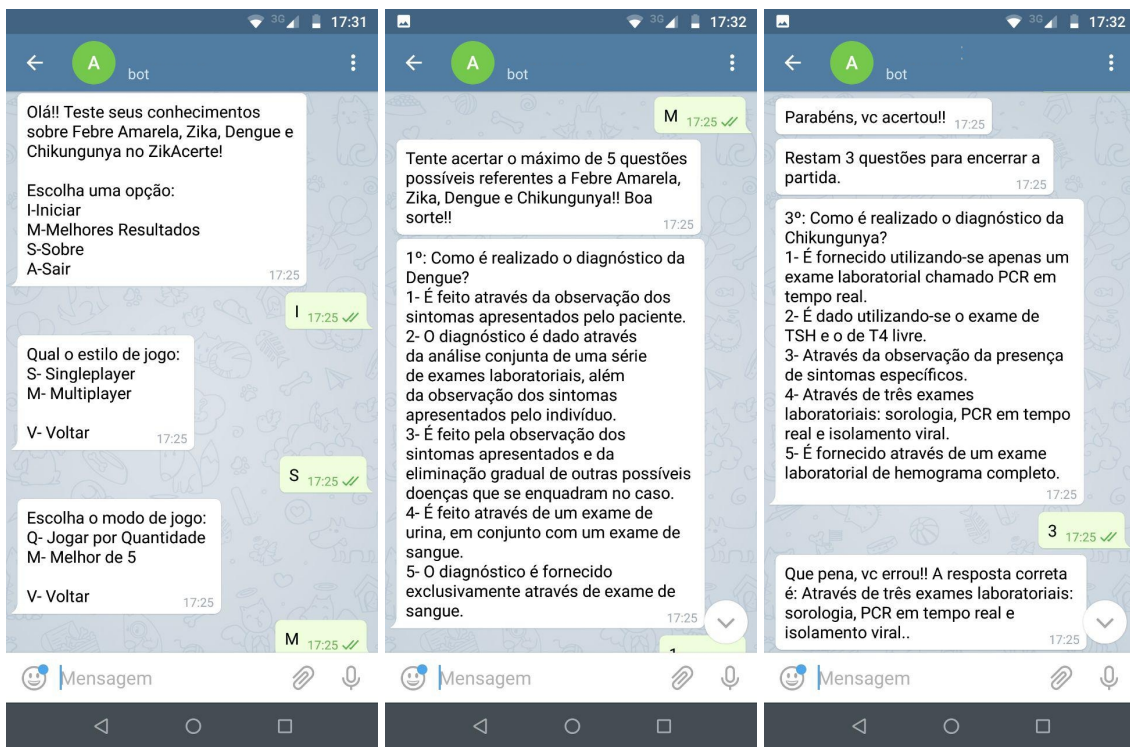 3G 17:31
A
bot
Olá!! Teste seus conhecimentos
sobre Febre Amarela, Zika, Dengue e
Chikungunya no ZikAcerte!
Escolha uma opção:
I-Iniciar
M-Melhores Resultados
S-Sobre
A-Sair
17:25
I 17:25
Qual o estilo de jogo:
S- Singleplayer
M- Multiplayer
V- Voltar
17:25
S 17:25
Escolha o modo de jogo:
Q- Jogar por Quantidade
M- Melhor de 5
V- Voltar
17:25
M 17:25
Mensagem
3G 17:32
A
bot
M 17:25
Tente acertar o máximo de 5 questões
possíveis referentes a Febre Amarela,
Zika, Dengue e Chikungunya!! Boa
sorte!!
17:25
1º: Como é realizado o diagnóstico da
Dengue?
1- É feito através da observação dos
sintomas apresentados pelo paciente.
2- O diagnóstico é dado através
da análise conjunta de uma série
de exames laboratoriais, além
da observação dos sintomas
apresentados pelo indivíduo.
3- É feito pela observação dos
sintomas apresentados e da
eliminação gradual de outras possíveis
doenças que se enquadram no caso.
4- É feito através de um exame de
urina, em conjunto com um exame de
sangue.
5- O diagnóstico é fornecido
exclusivamente através de exame de
sangue.
17:25
Mensagem
3G 17:32
A
bot
Parabéns, vc acertou!! 17:25
Restam 3 questões para encerrar a
partida.
17:25
3º: Como é realizado o diagnóstico da
Chikungunya?
1- É fornecido utilizando-se apenas um
exame laboratorial chamado PCR em
tempo real.
2- É dado utilizando-se o exame de
TSH e o de T4 livre.
3- Através da observação da presença
de sintomas específicos.
4- Através de três exames
laboratoriais: sorologia, PCR em tempo
real e isolamento viral.
5- É fornecido através de um exame
laboratorial de hemograma completo.
17:25
3 17:25
Que pena, vc errou!! A resposta correta
é: Através de três exames laboratoriais:
sorologia, PCR em tempo real e
isolamento viral..
17:25
Mensagem